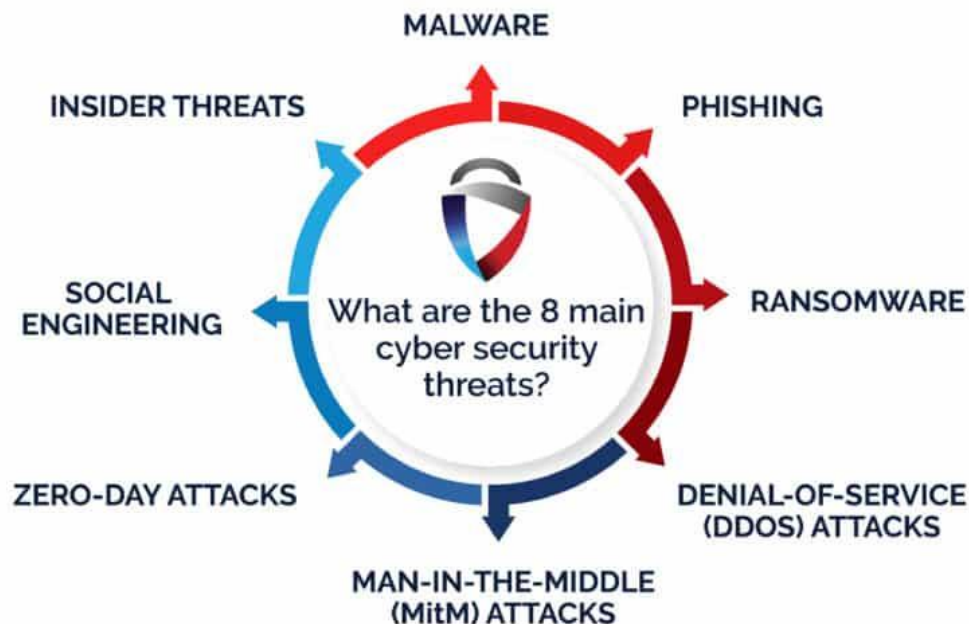 MALWARE
PHISHING
RANSOMWARE
DENIAL-OF-SERVICE
(DDOS) ATTACKS
MAN-IN-THE-MIDDLE
(MitM) ATTACKS
ZERO-DAY ATTACKS
SOCIAL
ENGINEERING
INSIDER THREATS
What are the 8 main
cyber security
threats?